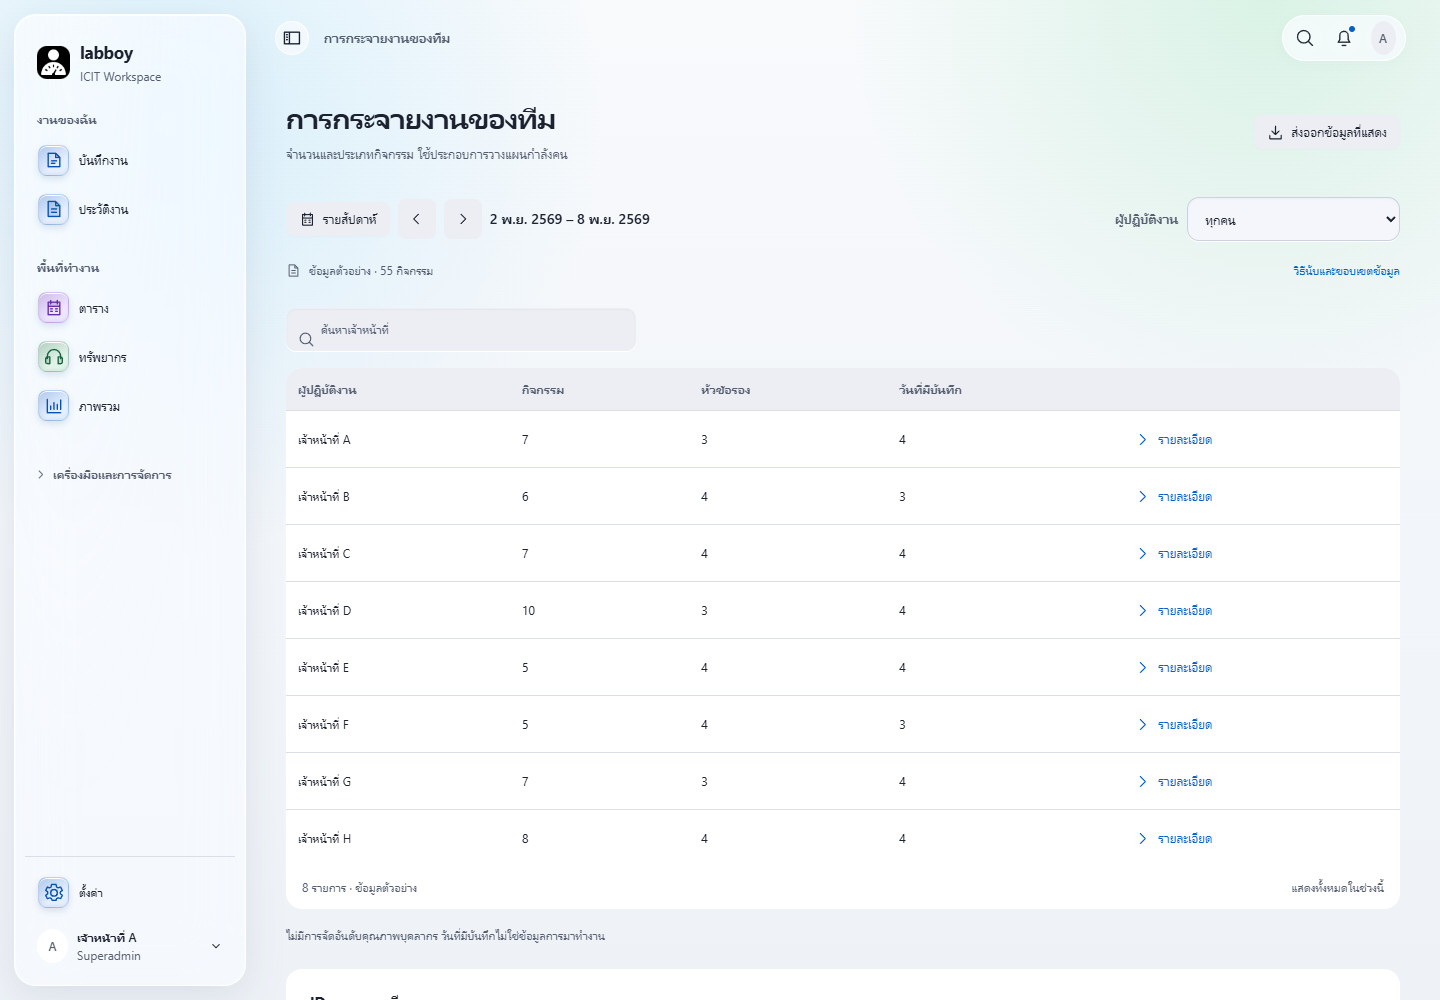 labboy
ICIT Workspace
งานของฉัน
บันทึกงาน
ประวัติงาน
พื้นที่ทำงาน
ตาราง
ทรัพยากร
ภาพรวม
เครื่องมือและการจัดการ
ตั้งค่า
A
เจ้าหน้าที่ A
Superadmin
การกระจายงานของทีม
A
การกระจายงานของทีม
จำนวนและประเภทกิจกรรม ใช้ประกอบการวางแผนกำลังคน
ส่งออกข้อมูลที่แสดง
รายสัปดาห์
2 พ.ย. 2569 – 8 พ.ย. 2569
ผู้ปฏิบัติงาน
ทุกคน
ข้อมูลตัวอย่าง · 55 กิจกรรม
วิธีนับและขอบเขตข้อมูล
ค้นหาเจ้าหน้าที่
ผู้ปฏิบัติงาน กิจกรรม หัวข้อรอง วันที่มีบันทึก
เจ้าหน้าที่ A 7 3 4 รายละเอียด
เจ้าหน้าที่ B 6 4 3 รายละเอียด
เจ้าหน้าที่ C 7 4 4 รายละเอียด
เจ้าหน้าที่ D 10 3 4 รายละเอียด
เจ้าหน้าที่ E 5 4 4 รายละเอียด
เจ้าหน้าที่ F 5 4 3 รายละเอียด
เจ้าหน้าที่ G 7 3 4 รายละเอียด
เจ้าหน้าที่ H 8 4 4 รายละเอียด
8 รายการ · ข้อมูลตัวอย่าง
แสดงทั้งหมดในช่วงนี้
ไม่มีการจัดอันดับคุณภาพบุคลากร วันที่มีบันทึกไม่ใช่ข้อมูลการมาทำงาน